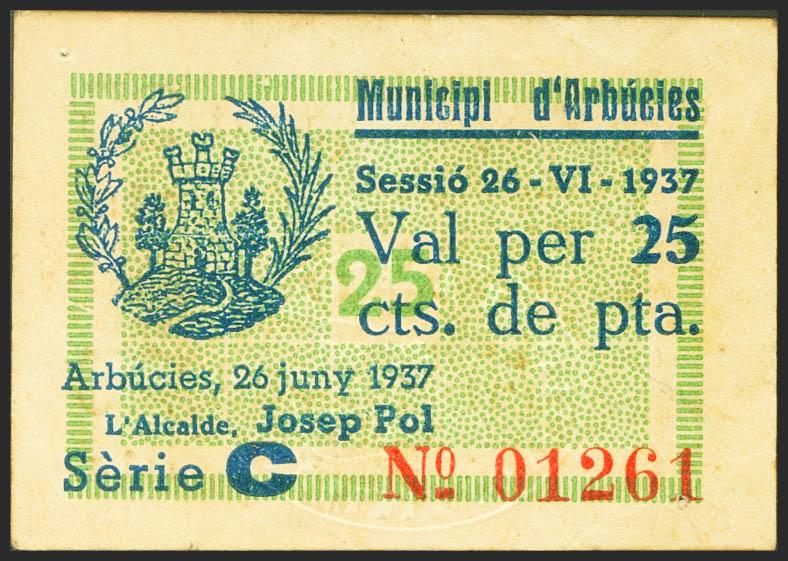 Municipi d'Arbúcies
Sessió 26 - VI - 1937
Val per 25
25
cts. de pta.
Arbúcies, 26 juny 1937
L'Alcalde, Josep Pol
Sèrie C Nº 01261